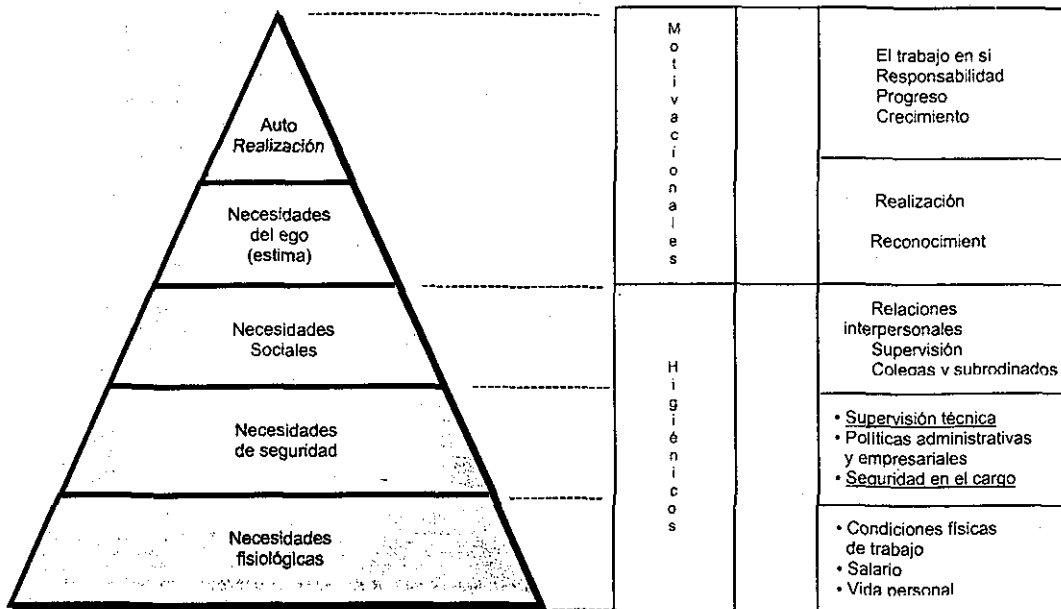 Auto
Realización
Necesidades
del ego
(estima)
Necesidades
Sociales
Necesidades
de seguridad
Necesidades
fisiológicas
Motivacíonales
Higiénicos
El trabajo en si
Responsabilidad
Progreso
Crecimiento
Realización
Reconocimient
Relaciones
interpersonales
Supervisión
Colegas y subrodinados
• Supervisión técnica
• Políticas administrativas
y empresariales
• Seguridad en el cargo
• Condiciones físicas
de trabajo
• Salario
• Vida personal